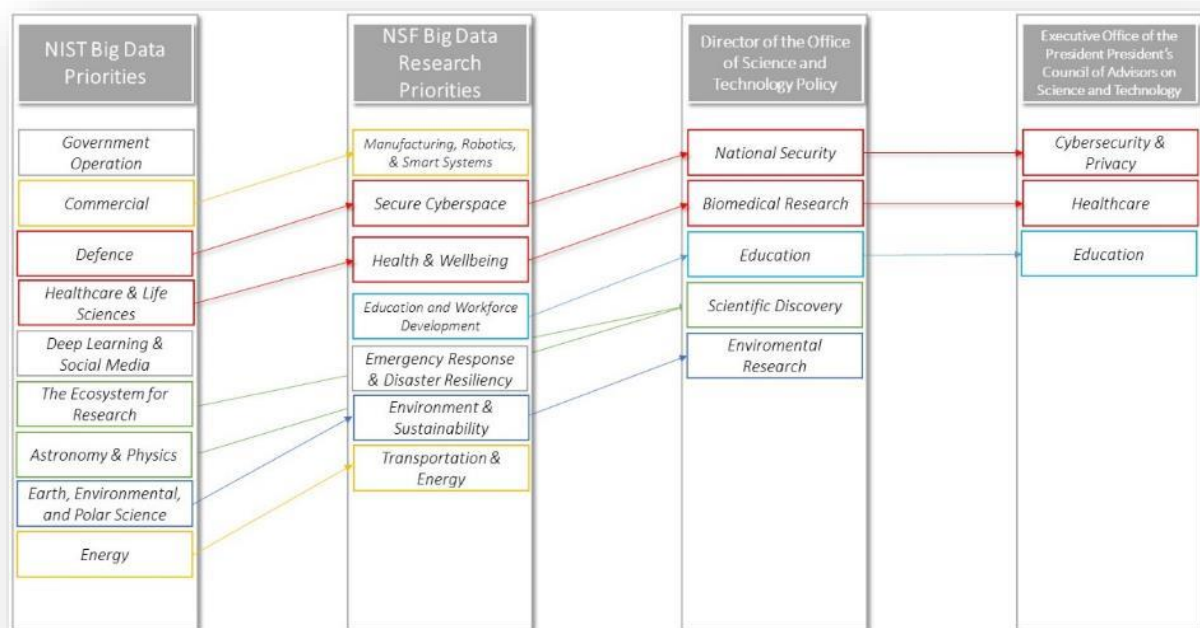 NIST Big Data
Priorities
Government
Operation
Commercial
Defence
Healthcare & Life
Sciences
Deep Learning &
Social Media
The Ecosystem for
Research
Astronomy & Physics
Earth, Environmental,
and Polar Science
Energy
NSF Big Data
Research
Priorities
Manufacturing, Robotics,
& Smart Systems
Secure Cyberspace
Health & Wellbeing
Education and Workforce
Development
Emergency Response
& Disaster Resiliency
Environment &
Sustainability
Transportation &
Energy
Director of the Office
of Science and
Technology Policy
National Security
Biomedical Research
Education
Scientific Discovery
Enviromental
Research
Executive Office of the
President President's
Council of Advisors on
Science and Technology
Cybersecurity &
Privacy
Healthcare
Education